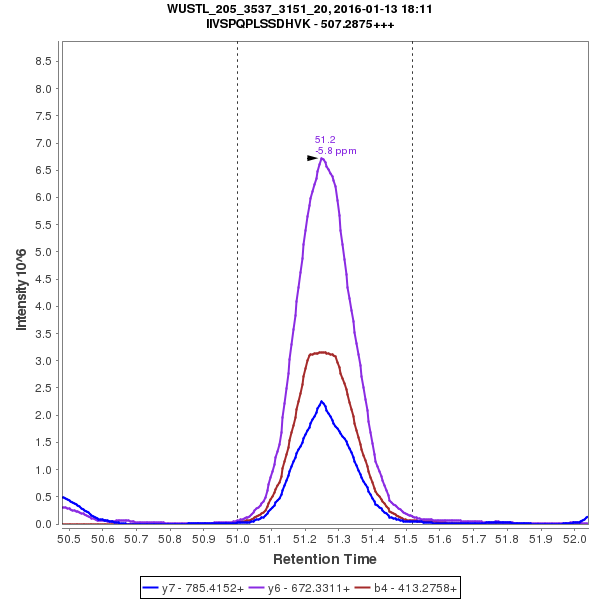 WUSTL_205_3537_3151_20, 2016-01-13 18:11
IIVSPQPLSSDHVK - 507.2875+++
Intensity 10^6
8.5
8.0
7.5
7.0
6.5
6.0
5.5
5.0
4.5
4.0
3.5
3.0
2.5
2.0
1.5
1.0
0.5
0.0
51.2
-5.8 ppm
50.5 50.6 50.7 50.8 50.9 51.0 51.1 51.2 51.3 51.4 51.5 51.6 51.7 51.8 51.9 52.0
Retention Time
y7 - 785.4152+ y6 - 672.3311+ b4 - 413.2758+